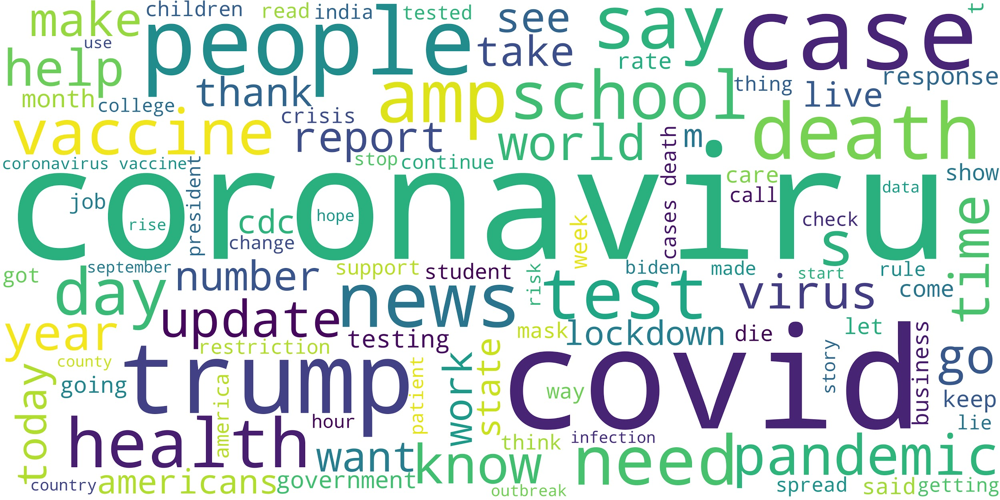 make
children
read
india
tested
see
say
case
t
use
people
take
rate
help
thank
amp
school
thing
live
response
month
college
crisis
vaccine
report
world
m
death
coronavirus vaccine
stop
continue
cases death
care
show
coronaviru
job
president
rise
cdc
hope
change
week
call
data
check
s
time
got
september
day
number
support
student
risk
biden
made
start
rule
test
news
virus
come
update
year
testing
mask
lockdown
die
let
restriction
county
trump
state
covid
story
business
go
today
going
america
patient
work
way
keep
health
hour
lie
infection
think
want
know
need
pandemic
country
americans
government
outbreak
spread
said
getting